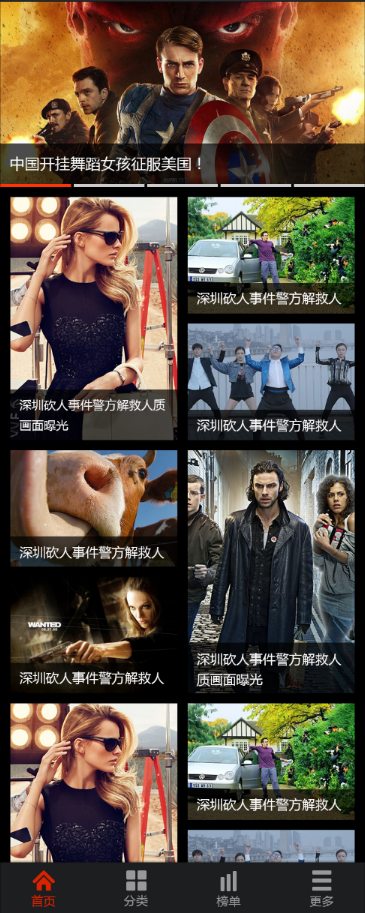 中国开挂舞蹈女孩征服美国！
深圳砍人事件警方解救人质
画面曝光
深圳砍人事件警方解救人
深圳砍人事件警方解救人
深圳砍人事件警方解救人
WANTED
深圳砍人事件警方解救人
深圳砍人事件警方解救人
质画面曝光
深圳砍人事件警方解救人
首页
分类
榜单
更多